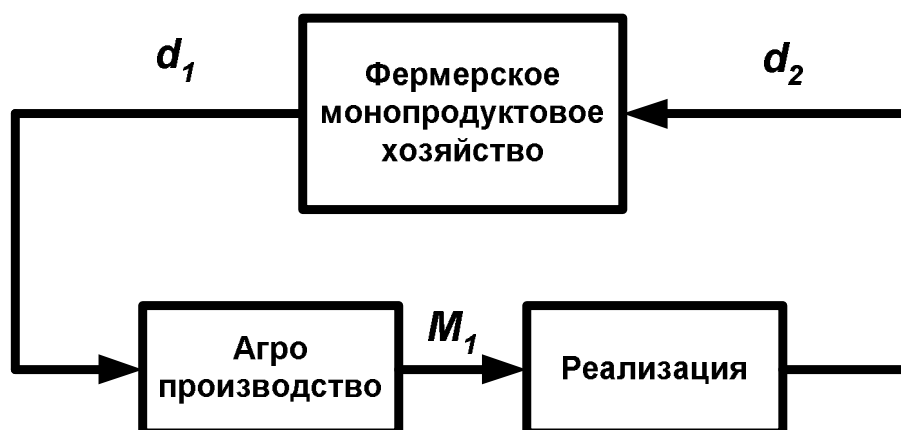 d1
Фермерское
монопродуктовое
хозяйство
d2
Агро
производство
M1
Реализация